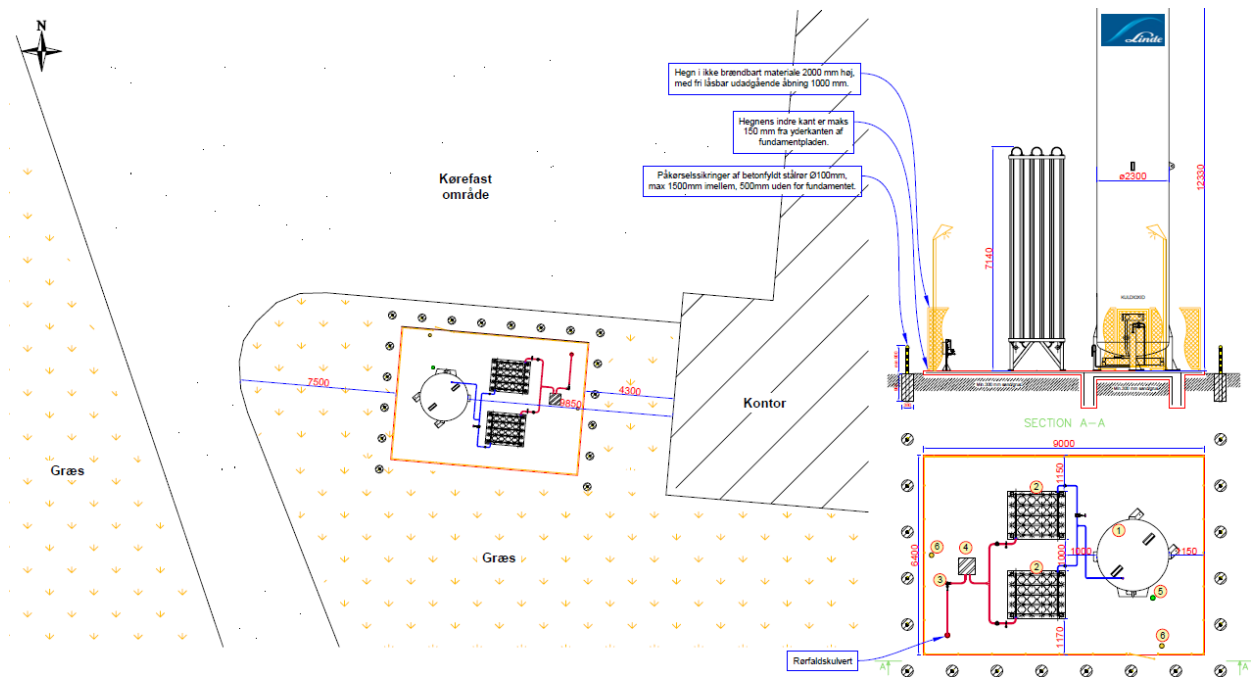 N
Linde
Hegn i ikke brændbart materiale 2000 mm høj,
med fri låsbar udadgående åbning 1000 mm.
Hegnens indre kant er maks
150 mm fra yderkanten af
fundamentpladen.
Påkørselssikringer af betonfyldt stålrør Ø100mm,
max 1500mm imellem, 500mm uden for fundamentet.
Kørefast
område
ø2300
12330
7140
7500
4300
9850
Kontor
Græs
Græs
SECTION A-A
9000
1150
2
1
6400
6
4
1000
1000
1150
3
2
5
6
1170
Rørfaldskulvert
A
A